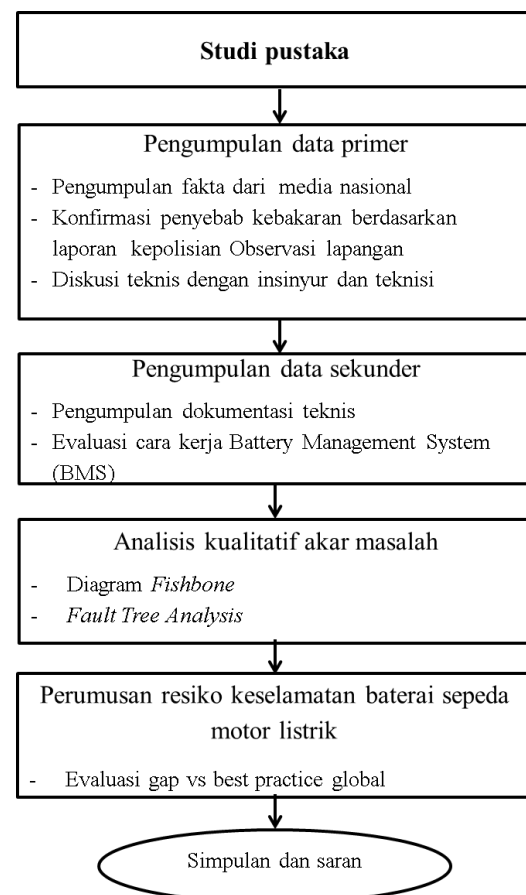 Studi pustaka
Pengumpulan data primer
- Pengumpulan fakta dari media nasional
- Konfirmasi penyebab kebakaran berdasarkan
laporan kepolisian Observasi lapangan
- Diskusi teknis dengan insinyur dan teknisi
Pengumpulan data sekunder
- Pengumpulan dokumentasi teknis
- Evaluasi cara kerja Battery Management System
(BMS)
Analisis kualitatif akar masalah
- Diagram Fishbone
- Fault Tree Analysis
Perumusan resiko keselamatan baterai sepeda
motor listrik
- Evaluasi gap vs best practice global
Simpulan dan saran